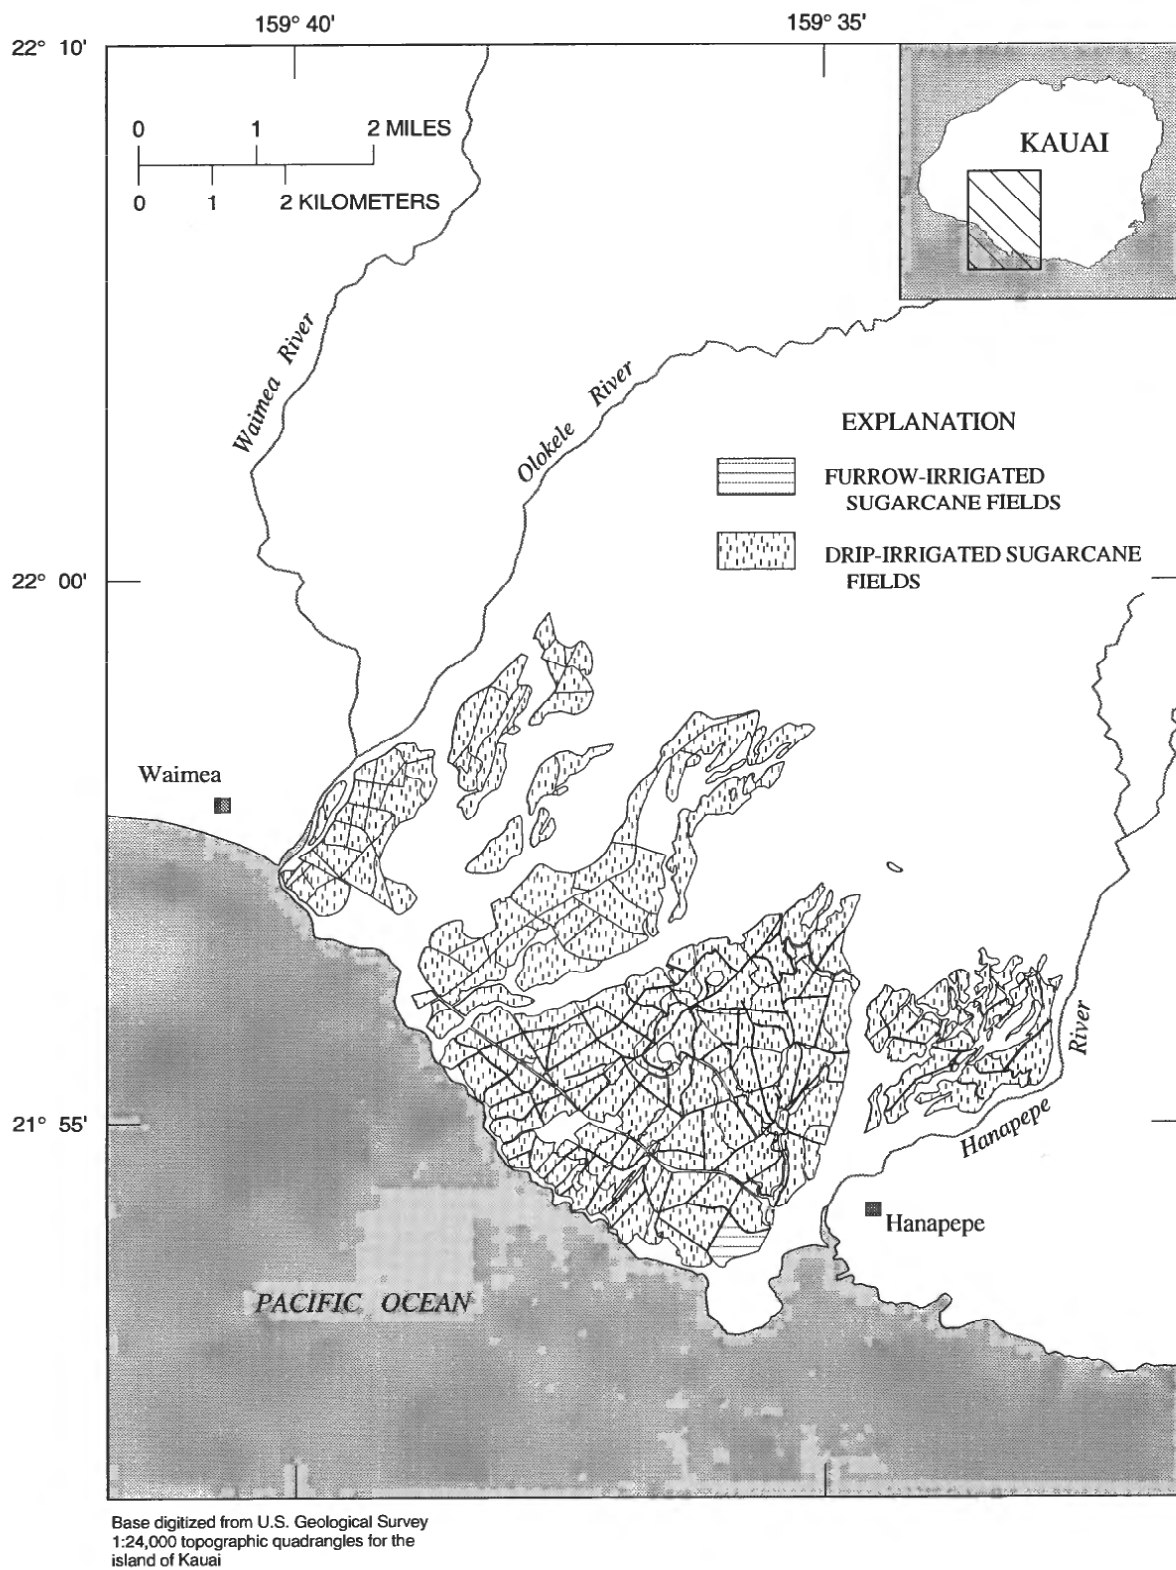 159° 40'
159° 35'
22° 10'
0 1 2 MILES
0 1 2 KILOMETERS
KAUAI
Waimea River
Olokele River
EXPLANATION
FURROW-IRRIGATED
SUGARCANE FIELDS
DRIP-IRRIGATED SUGARCANE
FIELDS
22° 00'
Waimea
21° 55'
Hanapepe River
Hanapepe
PACIFIC OCEAN
Base digitized from U.S. Geological Survey
1:24,000 topographic quadrangles for the
island of Kauai